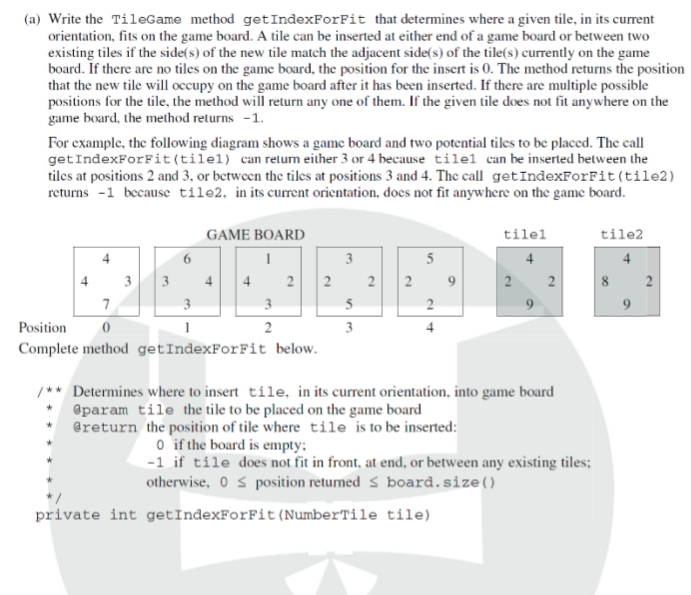 (a) Write the TileGame method getIndexForFit that determines where a given tile, in its current
orientation, fits on the game board. A tile can be inserted at either end of a game board or between two
existing tiles if the side(s) of the new tile match the adjacent side(s) of the tile(s) currently on the game
board. If there are no tiles on the game board, the position for the insert is 0. The method returns the position
that the new tile will occupy on the game board after it has been inserted. If there are multiple possible
positions for the tile, the method will return any one of them. If the given tile does not fit anywhere on the
game board, the method returns -1.
For example, the following diagram shows a game board and two potential tiles to be placed. The call
getIndexForFit(tile1) can return either 3 or 4 because tile1 can be inserted between the
tiles at positions 2 and 3, or between the tiles at positions 3 and 4. The call getIndexForFit(tile2)
returns -1 because tile2, in its current orientation, does not fit anywhere on the game board.
GAME BOARD tile1 tile2
4 6 1 3 5 4 4
4 3 3 4 4 2 2 2 2 9 2 2 8 2
7 3 3 5 2 9 9
Position 0 1 2 3 4
Complete method getIndexForFit below.
/** Determines where to insert tile, in its current orientation, into game board
* @param tile the tile to be placed on the game board
* @return the position of tile where tile is to be inserted:
* 0 if the board is empty;
* -1 if tile does not fit in front, at end, or between any existing tiles;
* otherwise, 0 ≤ position returned ≤ board.size()
*/
private int getIndexForFit(NumberTile tile)